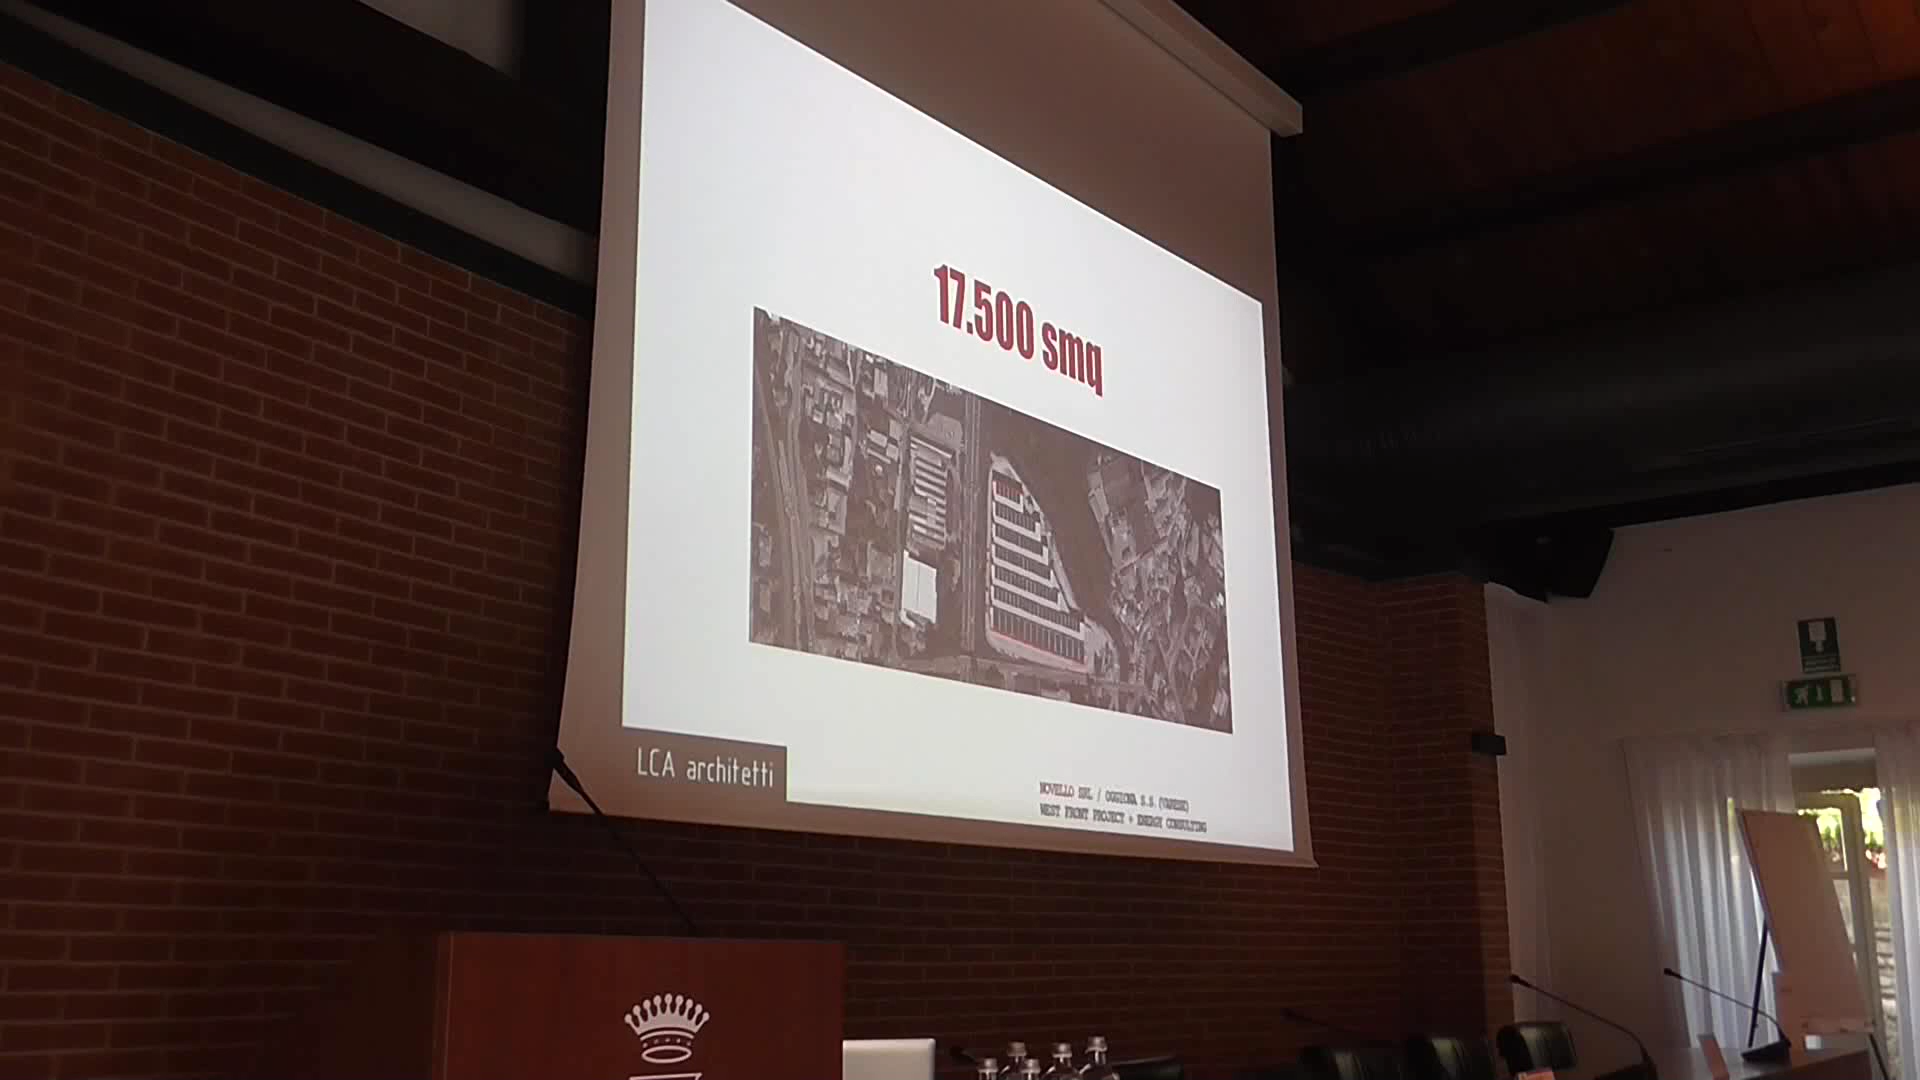 17.500 smq
LCA architetti
NOVELLO SRL / OGGIONA S.S. (VARESE)
WEST FRONT PROJECT + ENERGY CONSULTING